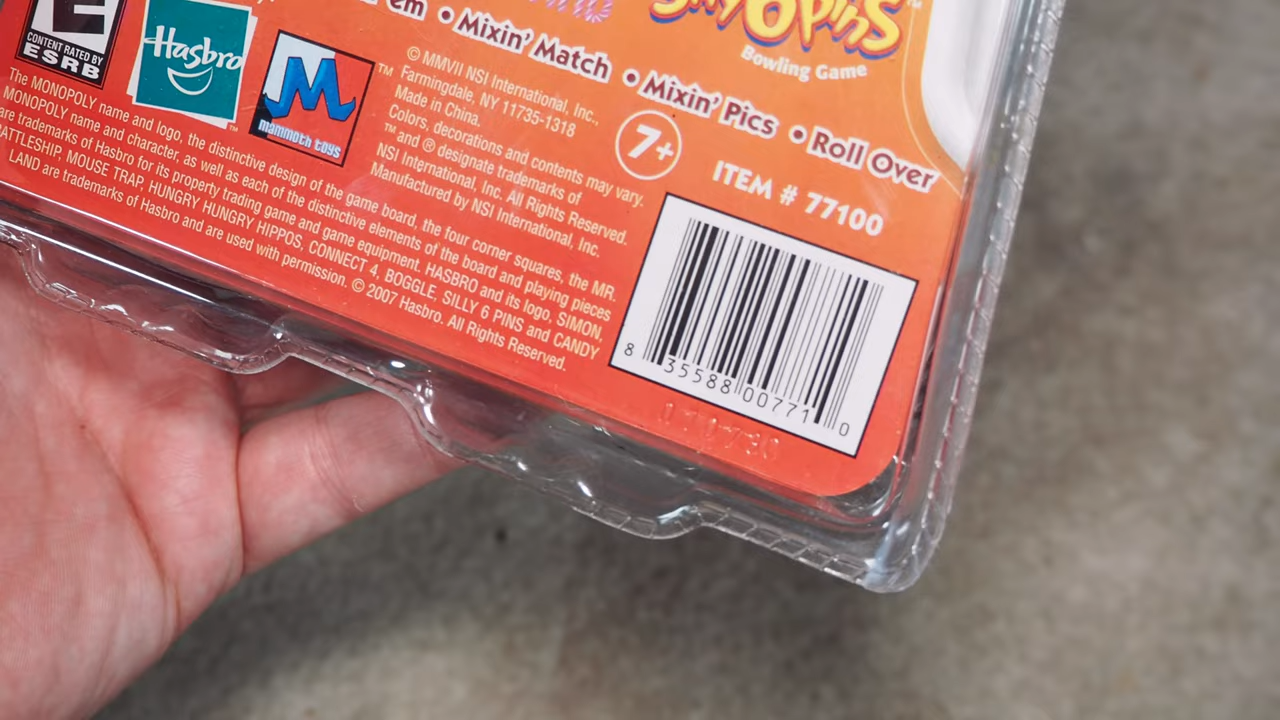 'em • Mixin' Match • Mixin' Pics • Roll Over
Silly 6 Pins™
Bowling Game
E
CONTENT RATED BY
ESRB
Hasbro
™
mammoth toys
™
© MMVII NSI International, Inc.,
Farmingdale, NY 11735-1318
Made in China.
Colors, decorations and contents may vary.
™ and ® designate trademarks of
NSI International, Inc. All Rights Reserved.
Manufactured by NSI International, Inc.
7+
ITEM # 77100
The MONOPOLY name and logo, the distinctive design of the game board, the four corner squares, the MR.
MONOPOLY name and character, as well as each of the distinctive elements of the board and playing pieces
are trademarks of Hasbro for its property trading game and game equipment. HASBRO and its logo, SIMON,
BATTLESHIP, MOUSE TRAP, HUNGRY HUNGRY HIPPOS, CONNECT 4, BOGGLE, SILLY 6 PINS and CANDY
LAND are trademarks of Hasbro and are used with permission. © 2007 Hasbro. All Rights Reserved.
8 35588 00771 0